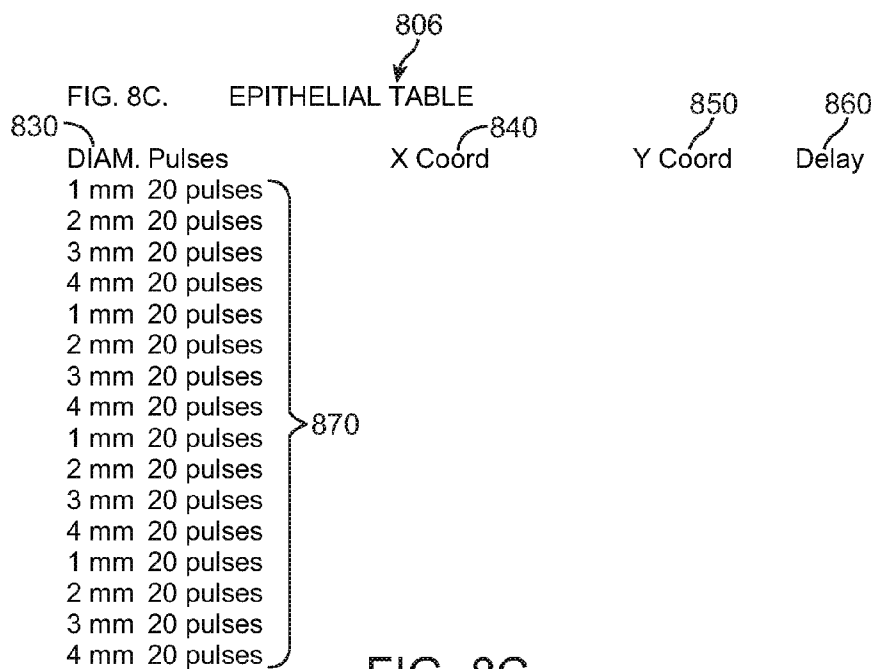 806
FIG. 8C. EPITHELIAL TABLE
830 840 850 860
DIAM. Pulses X Coord Y Coord Delay
1 mm 20 pulses
2 mm 20 pulses
3 mm 20 pulses
4 mm 20 pulses
1 mm 20 pulses
2 mm 20 pulses
3 mm 20 pulses
4 mm 20 pulses
870
1 mm 20 pulses
2 mm 20 pulses
3 mm 20 pulses
4 mm 20 pulses
1 mm 20 pulses
2 mm 20 pulses
3 mm 20 pulses
4 mm 20 pulses
FIG. 8C